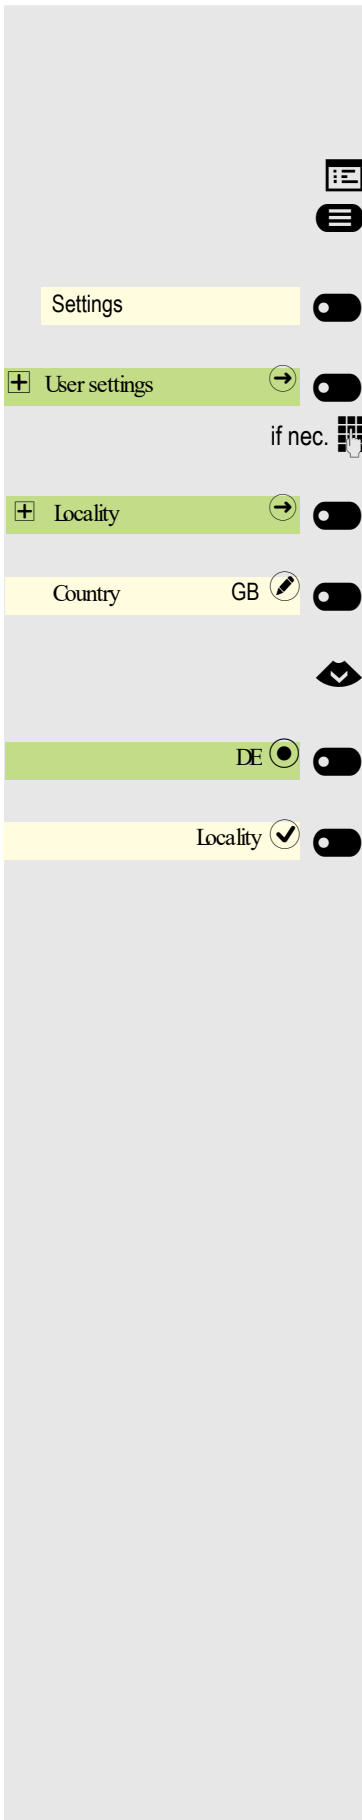 Settings
User settings
if nec.
Locality
Country GB
DE
Locality